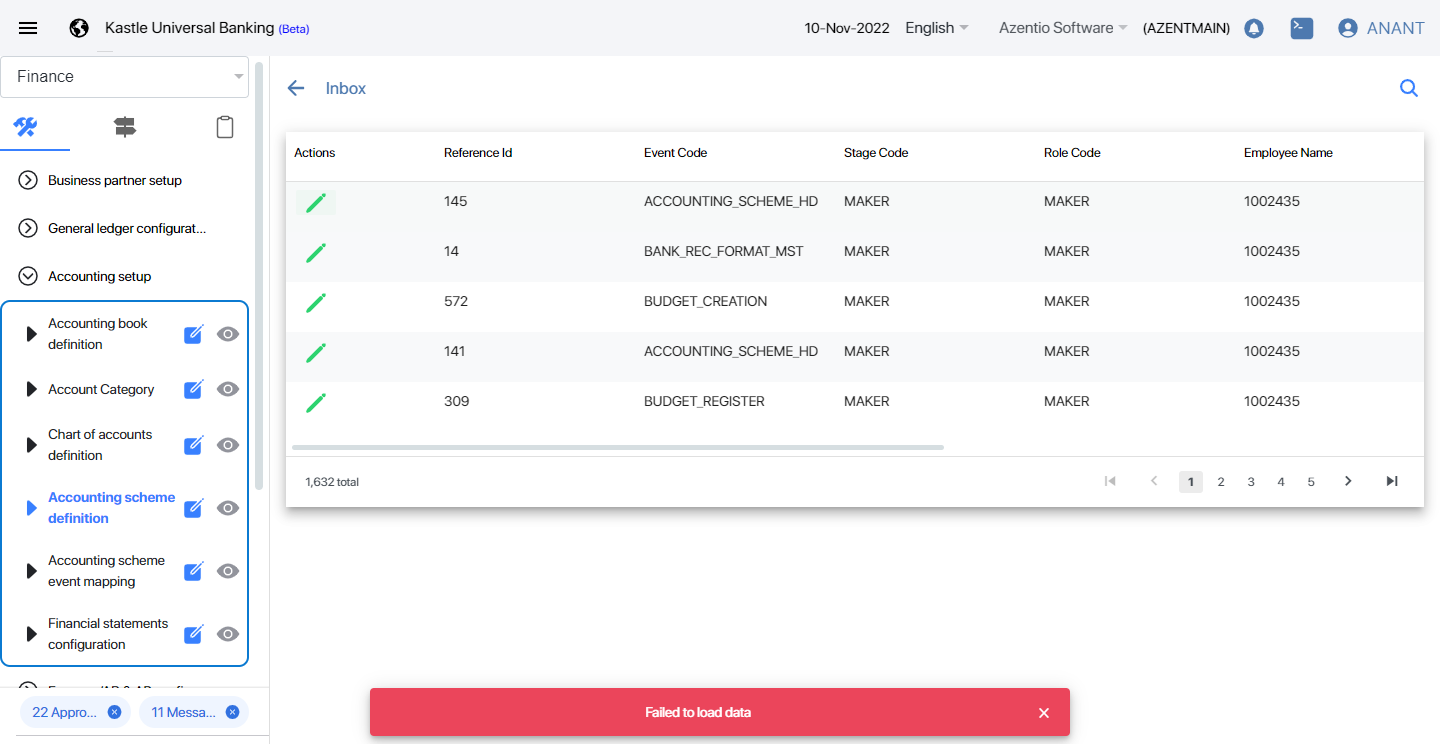 Kastle Universal Banking (Beta)
10-Nov-2022 English Azentio Software (AZENTMAIN) ANANT
Finance
Business partner setup
General ledger configurat...
Accounting setup
Accounting book
definition
Account Category
Chart of accounts
definition
Accounting scheme
definition
Accounting scheme
event mapping
Financial statements
configuration
22 Appro... 11 Messa...
Inbox
Actions Reference Id Event Code Stage Code Role Code Employee Name
145 ACCOUNTING_SCHEME_HD MAKER MAKER 1002435
14 BANK_REC_FORMAT_MST MAKER MAKER 1002435
572 BUDGET_CREATION MAKER MAKER 1002435
141 ACCOUNTING_SCHEME_HD MAKER MAKER 1002435
309 BUDGET_REGISTER MAKER MAKER 1002435
1,632 total 1 2 3 4 5
Failed to load data